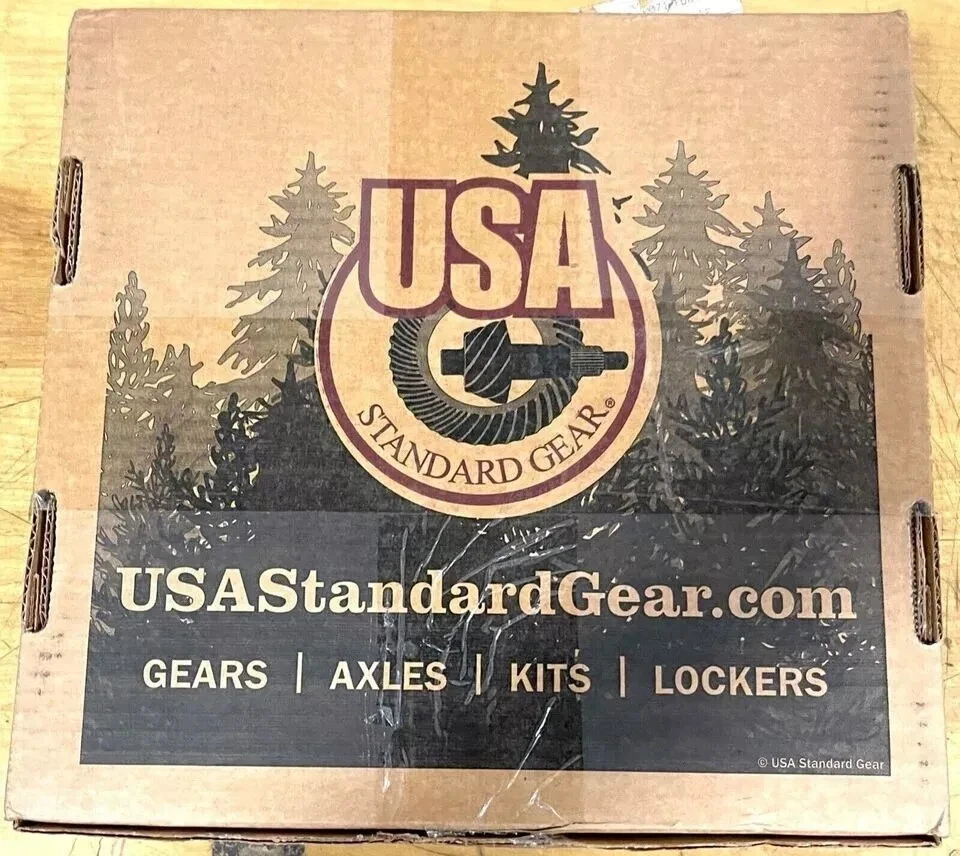 USA
STANDARD GEAR®
USAStandardGear.com
GEARS | AXLES | KITS | LOCKERS
© USA Standard Gear